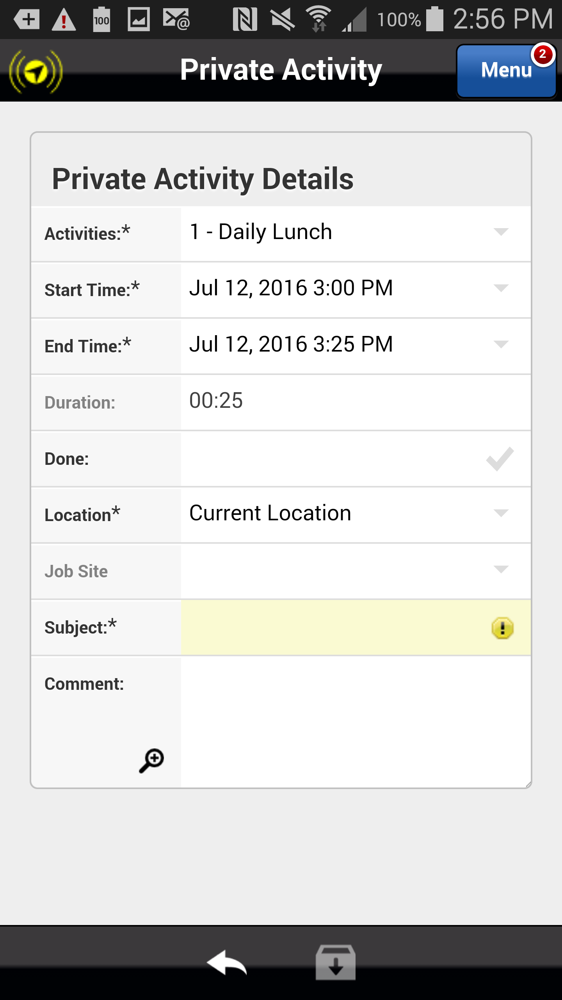 100 @ 100% 2:56 PM
Private Activity
Menu 2
Private Activity Details
Activities:* 1 - Daily Lunch
Start Time:* Jul 12, 2016 3:00 PM
End Time:* Jul 12, 2016 3:25 PM
Duration: 00:25
Done:
Location* Current Location
Job Site
Subject:*
Comment: